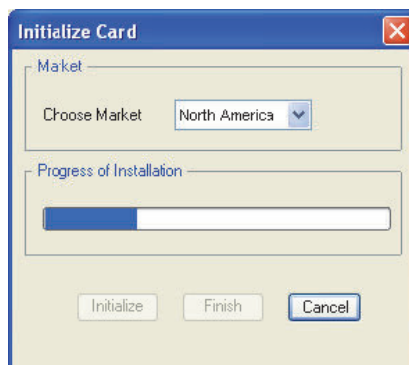 Initialize Card
Market
Choose Market North America
Progress of Installation
Initialize Finish Cancel